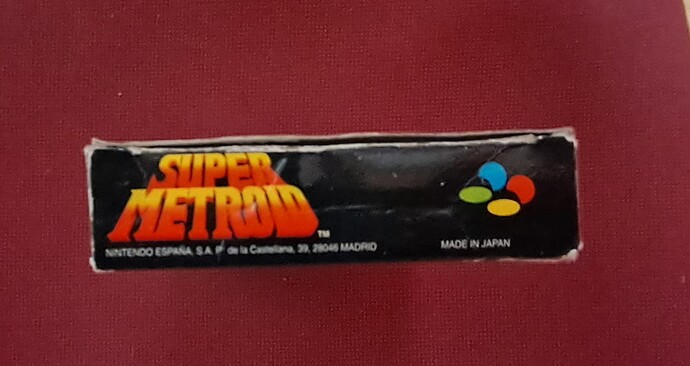 SUPER
METROID
TM
NINTENDO ESPAÑA, S.A. Pº de la Castellana, 39, 28046 MADRID
MADE IN JAPAN